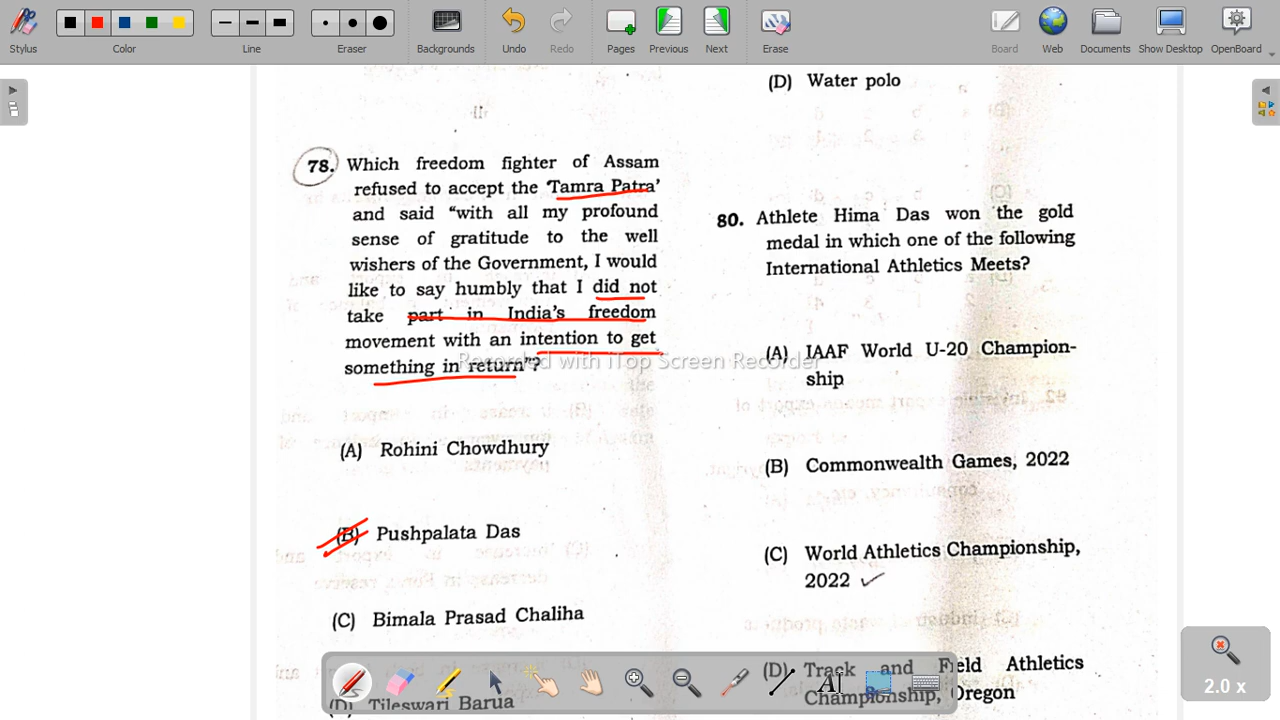 Stylus
Color
Line
Eraser
Backgrounds
Undo
Redo
Pages
Previous
Next
Erase
Board
Web
Documents
Show Desktop
OpenBoard
78. Which freedom fighter of Assam
refused to accept the 'Tamra Patra'
and said "with all my profound
sense of gratitude to the well
wishers of the Government, I would
like to say humbly that I did not
take part in India's freedom
movement with an intention to get
something in return"?
Recorded with iTop Screen Recorder
(A) Rohini Chowdhury
(B) Pushpalata Das
(C) Bimala Prasad Chaliha
(D) Tileswari Barua
(D) Water polo
80. Athlete Hima Das won the gold
medal in which one of the following
International Athletics Meets?
(A) IAAF World U-20 Champion-
ship
(B) Commonwealth Games, 2022
(C) World Athletics Championship,
2022
(D) Track and Field Athletics
Championship, Oregon
2.0 x